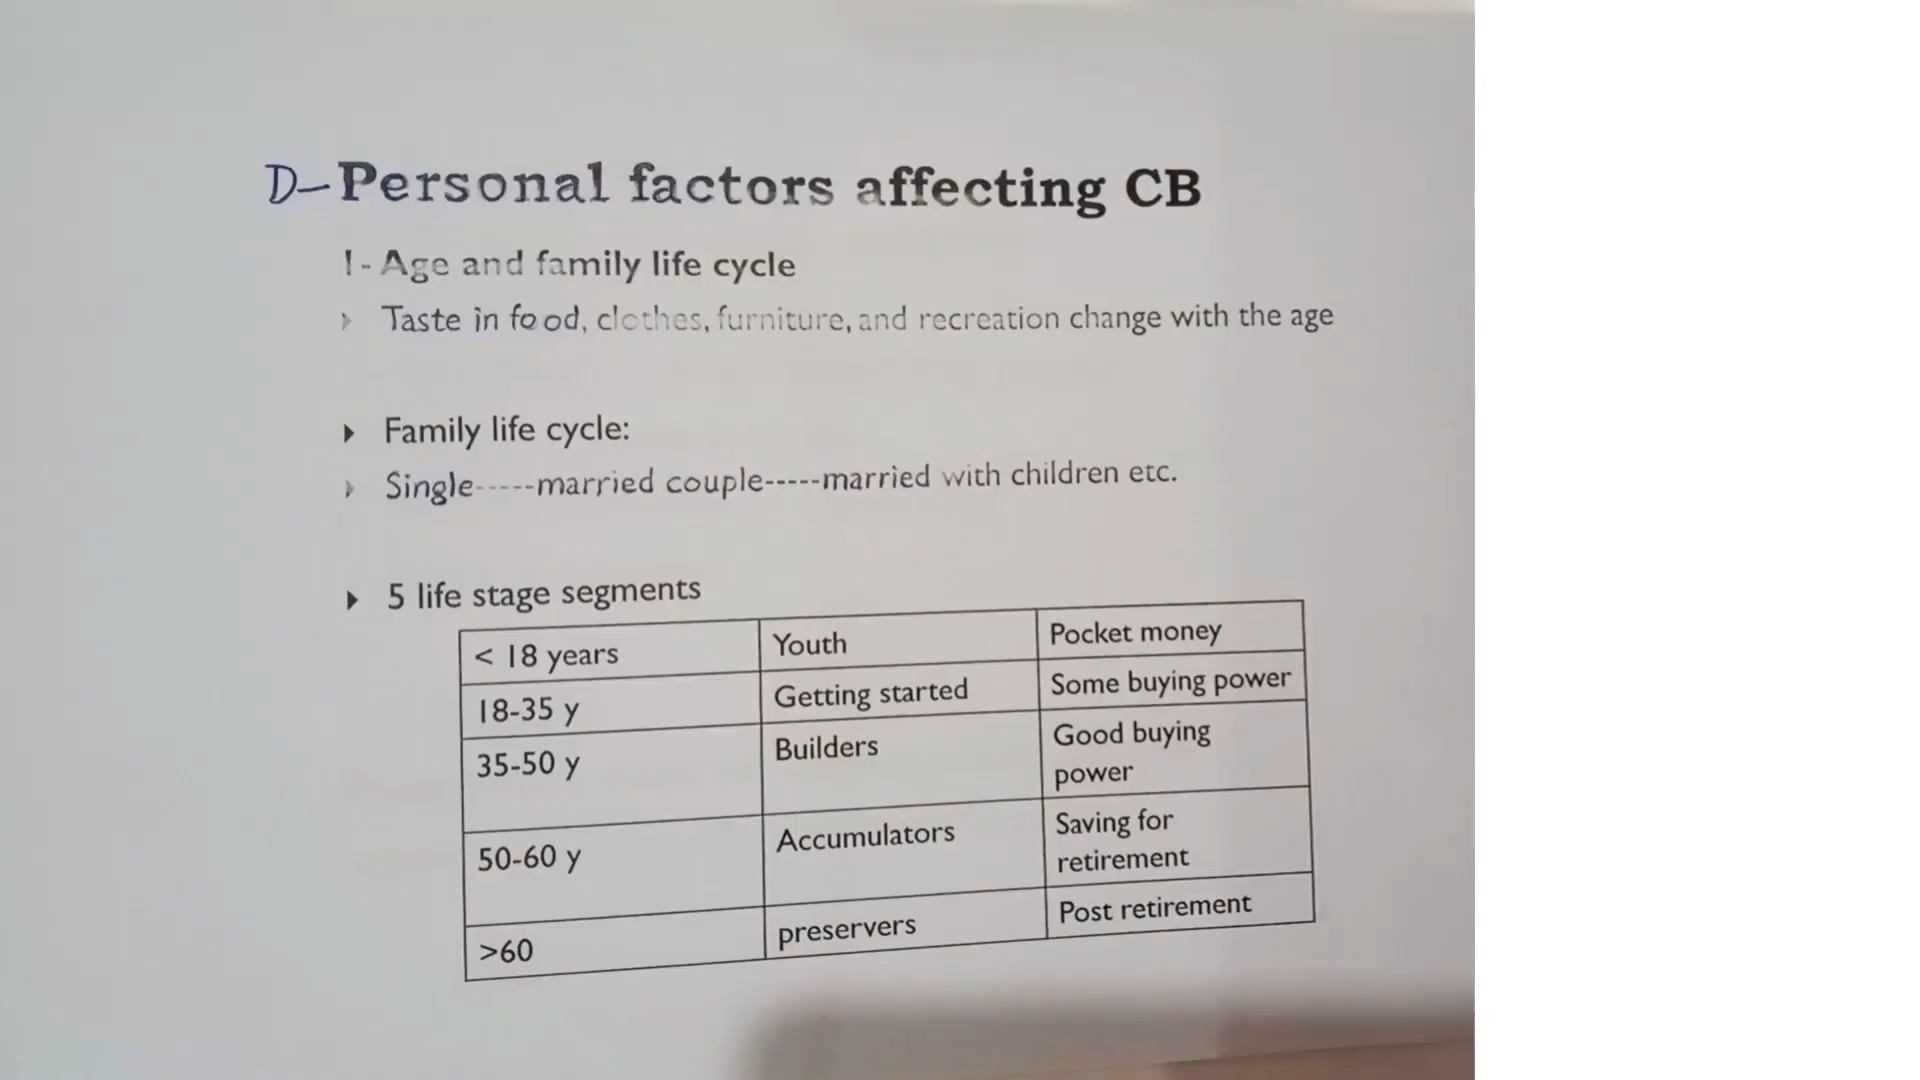 D- Personal factors affecting CB
1- Age and family life cycle
Taste in food, clothes, furniture, and recreation change with the age
Family life cycle:
Single-----married couple-----married with children etc.
5 life stage segments
< 18 years Youth Pocket money
18-35 y Getting started Some buying power
35-50 y Builders Good buying
power
50-60 y Accumulators Saving for
retirement
>60 preservers Post retirement